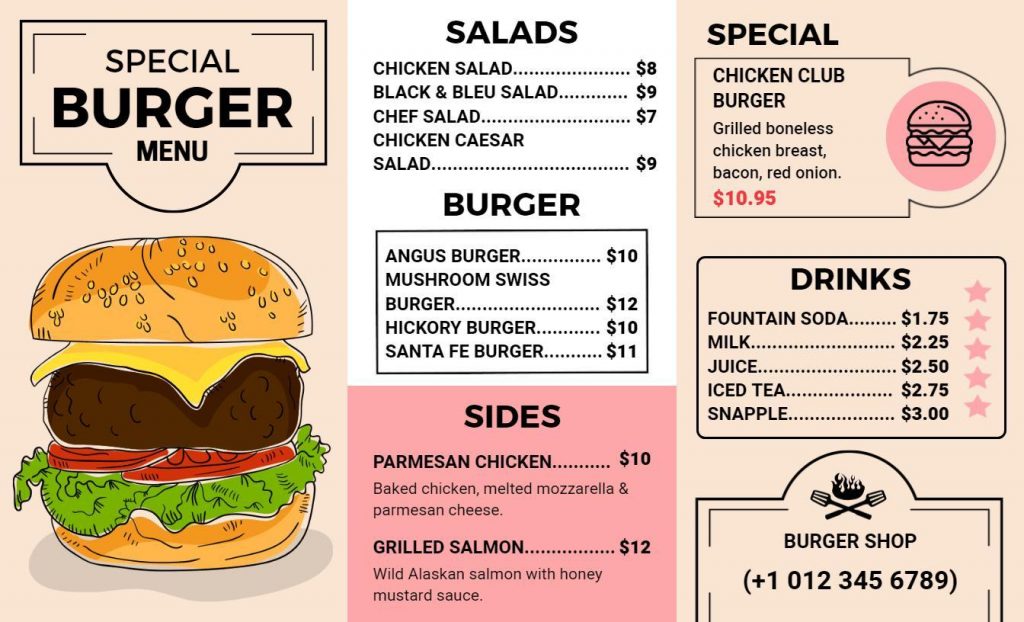 SPECIAL
BURGER
MENU
SALADS
CHICKEN SALAD...................... $8
BLACK & BLEU SALAD............. $9
CHEF SALAD............................ $7
CHICKEN CAESAR
SALAD..................................... $9
BURGER
ANGUS BURGER............... $10
MUSHROOM SWISS
BURGER........................... $12
HICKORY BURGER............ $10
SANTA FE BURGER........... $11
SIDES
PARMESAN CHICKEN........... $10
Baked chicken, melted mozzarella &
parmesan cheese.
GRILLED SALMON................. $12
Wild Alaskan salmon with honey
mustard sauce.
SPECIAL
CHICKEN CLUB
BURGER
Grilled boneless
chicken breast,
bacon, red onion.
$10.95
DRINKS
FOUNTAIN SODA......... $1.75
MILK........................... $2.25
JUICE.......................... $2.50
ICED TEA.................... $2.75
SNAPPLE.................... $3.00
BURGER SHOP
(+1 012 345 6789)